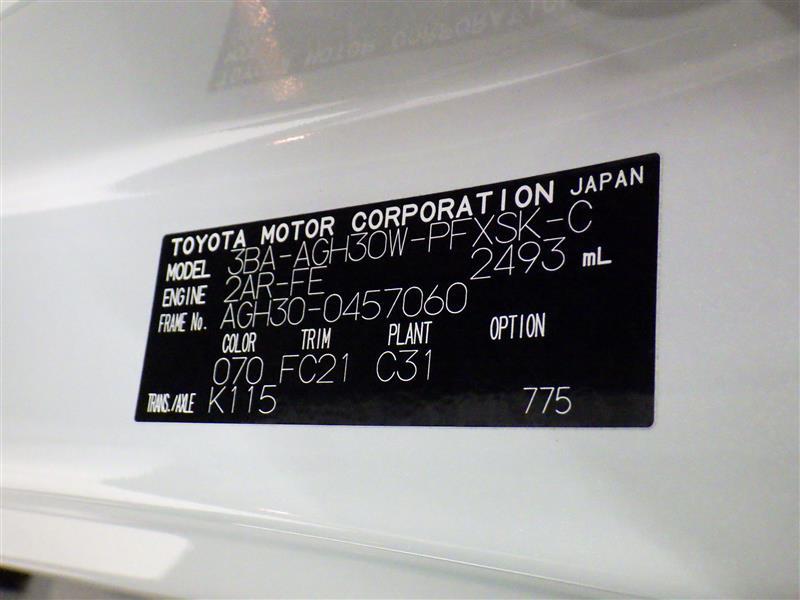 TOYOTA MOTOR CORPORATION JAPAN
MODEL 3BA-AGH30W-PFXSK-C
ENGINE 2AR-FE 2493 mL
FRAME No. AGH30-0457060
COLOR TRIM PLANT OPTION
070 FC21 C31
TRANS./AXLE K115 775